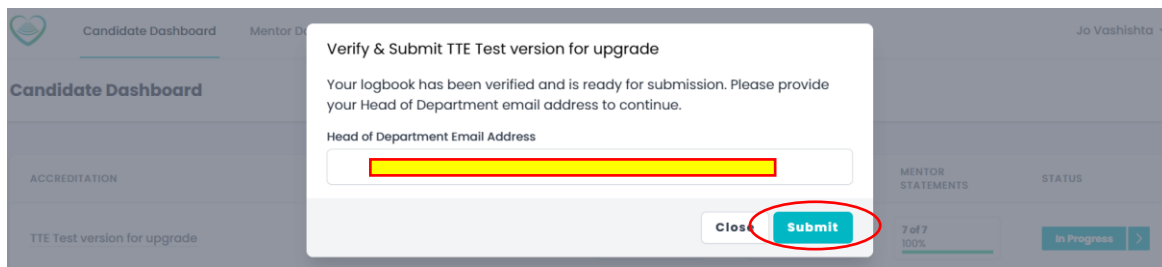 Candidate Dashboard
Mentor D
Jo Vashishta
Candidate Dashboard
Verify & Submit TTE Test version for upgrade
Your logbook has been verified and is ready for submission. Please provide
your Head of Department email address to continue.
Head of Department Email Address
Close
Submit
ACCREDITATION
MENTOR
STATEMENTS
STATUS
TTE Test version for upgrade
7 of 7
100%
In Progress